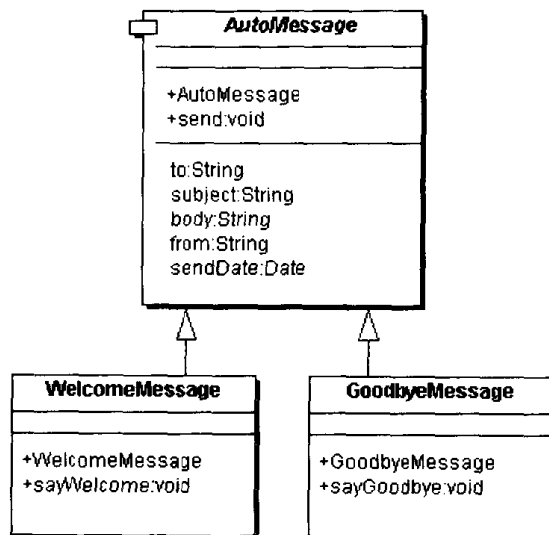 AutoMessage
+AutoMessage
+send:void
to:String
subject:String
body:String
from:String
sendDate:Date
WelcomeMessage
+WelcomeMessage
+sayWelcome:void
GoodbyeMessage
+GoodbyeMessage
+sayGoodbye:void